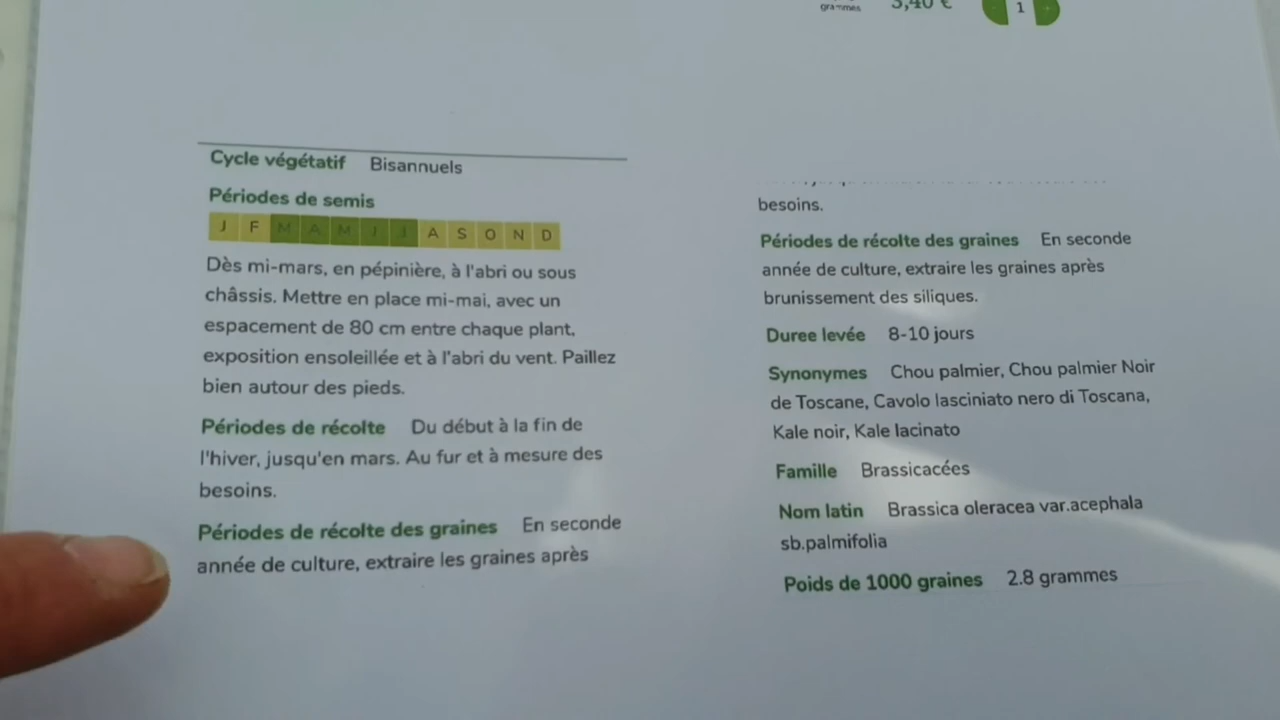 grammes 3,40 € 1
Cycle végétatif Bisannuels
Périodes de semis
J F M A M J J A S O N D
Dès mi-mars, en pépinière, à l'abri ou sous
châssis. Mettre en place mi-mai, avec un
espacement de 80 cm entre chaque plant,
exposition ensoleillée et à l'abri du vent. Paillez
bien autour des pieds.
Périodes de récolte Du début à la fin de
l'hiver, jusqu'en mars. Au fur et à mesure des
besoins.
Périodes de récolte des graines En seconde
année de culture, extraire les graines après
besoins.
Périodes de récolte des graines En seconde
année de culture, extraire les graines après
brunissement des siliques.
Duree levée 8-10 jours
Synonymes Chou palmier, Chou palmier Noir
de Toscane, Cavolo lasciniato nero di Toscana,
Kale noir, Kale lacinato
Famille Brassicacées
Nom latin Brassica oleracea var.acephala
sb.palmifolia
Poids de 1000 graines 2.8 grammes